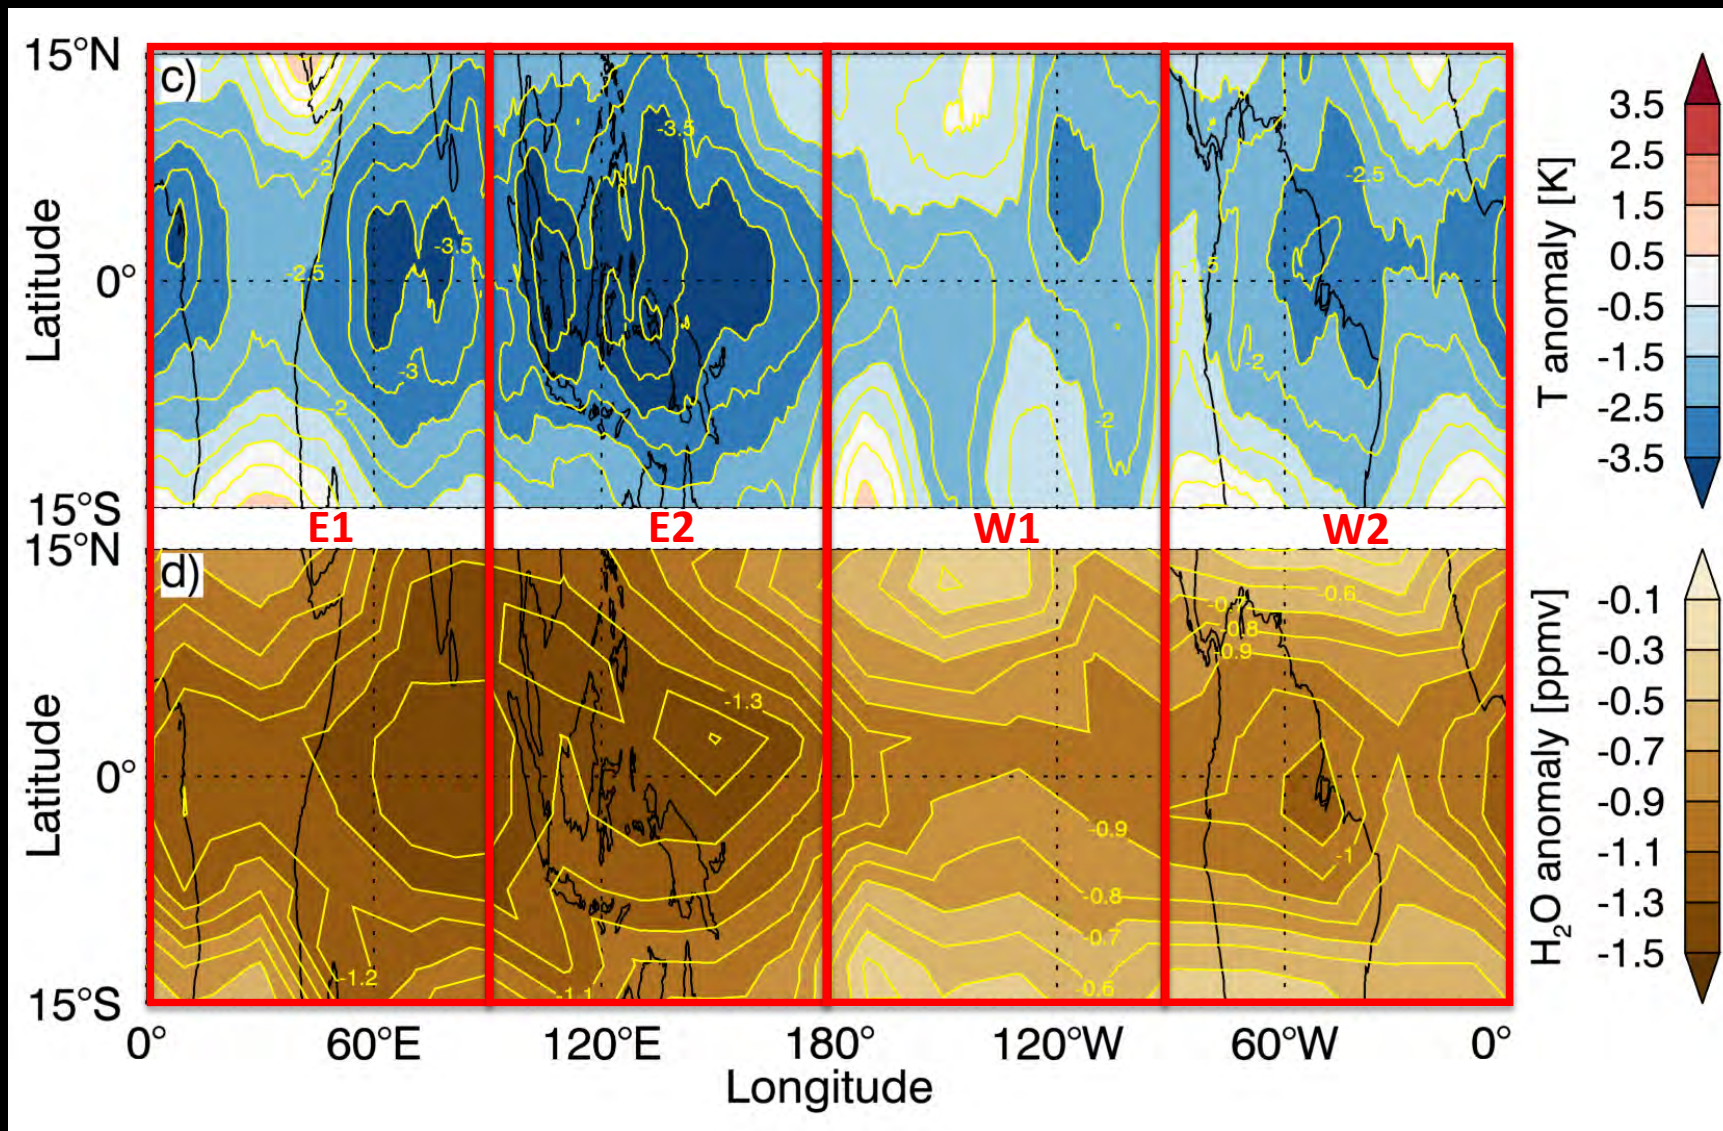 15°N
c)
Latitude
0°
15°S
-3.5
-2
-3.5
-2.5
-3
-2
-2
-2.5
-1.5
-2
T anomaly [K]
3.5
2.5
1.5
0.5
-0.5
-1.5
-2.5
-3.5
E1
E2
W1
W2
15°N
d)
Latitude
0°
15°S
-1.3
-1.2
-1.1
-0.9
-0.8
-0.7
-0.6
-0.6
-0.8
-0.9
-1
H₂O anomaly [ppmv]
-0.1
-0.3
-0.5
-0.7
-0.9
-1.1
-1.3
-1.5
0°
60°E
120°E
180°
120°W
60°W
0°
Longitude